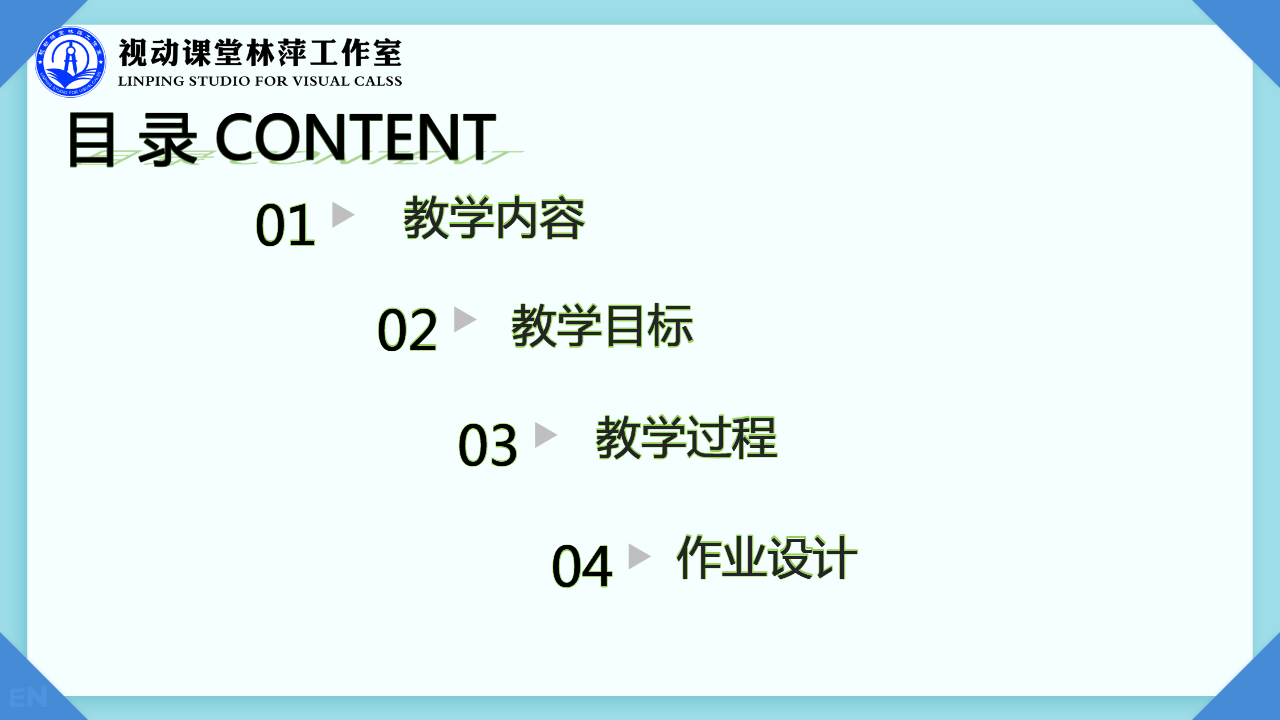 视动课堂林萍工作室
LINPING STUDIO FOR VISUAL CALSS
目 录 CONTENT
01 教学内容
02 教学目标
03 教学过程
04 作业设计
EN